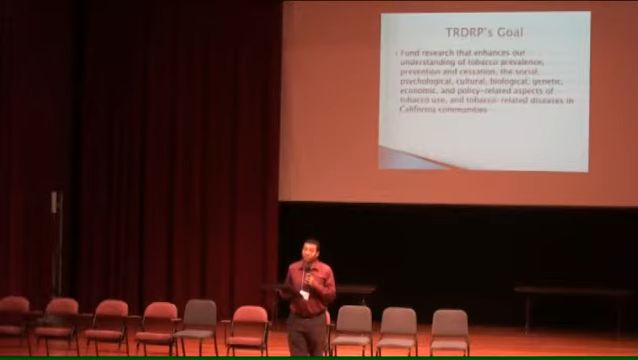 TRDRP's Goal
Fund research that enhances our
understanding of tobacco prevalence,
prevention and cessation, the social,
psychological, cultural, biological, genetic,
economic, and policy-related aspects of
tobacco use, and tobacco-related diseases in
California communities